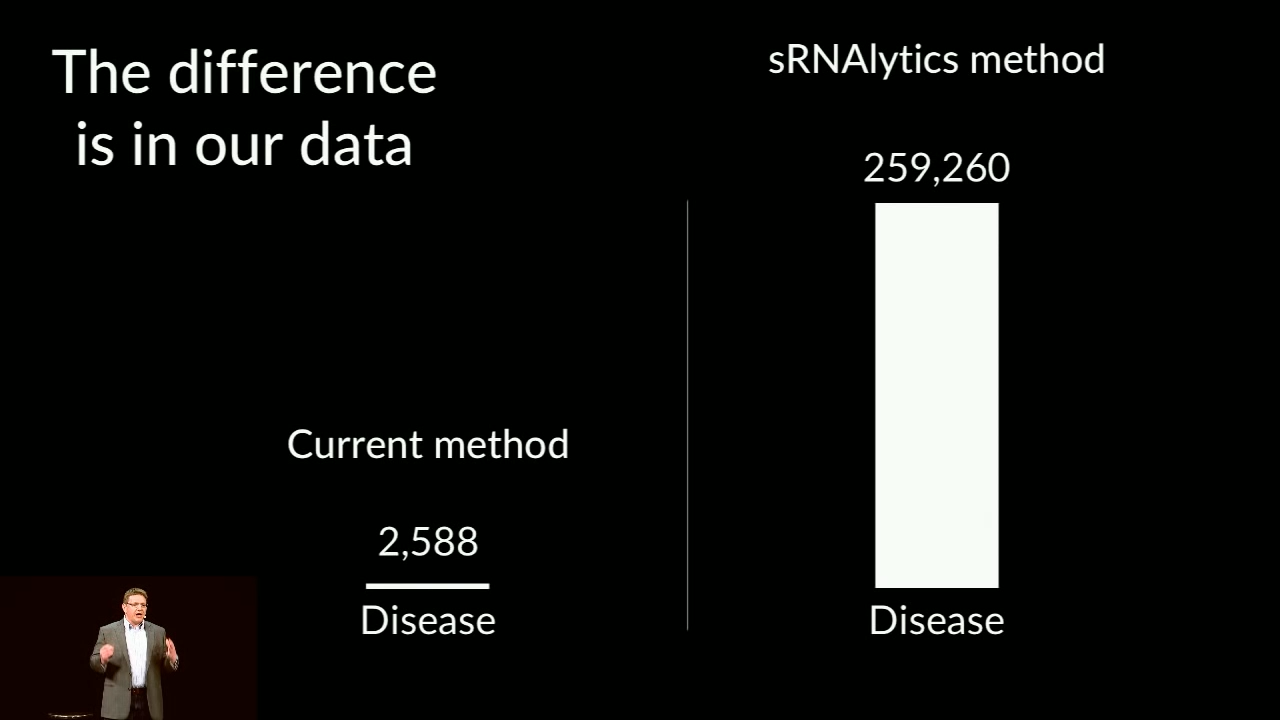 The difference
is in our data
sRNAlytics method
259,260
Current method
2,588
Disease
Disease